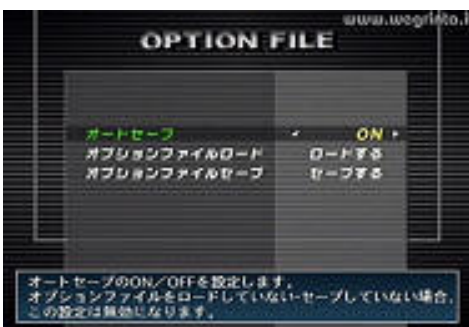 OPTION FILE
オートセーブ ON
オプションファイルロード ロードする
オプションファイルセーブ セーブする
オートセーブのON／OFFを設定します。
オプションファイルをロードしていない・セーブしていない場合、
この設定は無効になります。